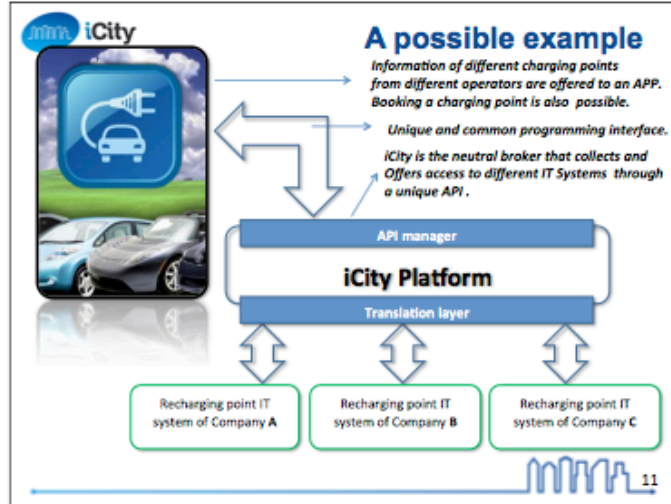 iCity
A possible example
Information of different charging points
from different operators are offered to an APP.
Booking a charging point is also possible.
Unique and common programming interface.
iCity is the neutral broker that collects and
Offers access to different IT Systems through
a unique API .
API manager
iCity Platform
Translation layer
Recharging point IT
system of Company A
Recharging point IT
system of Company B
Recharging point IT
system of Company C
11